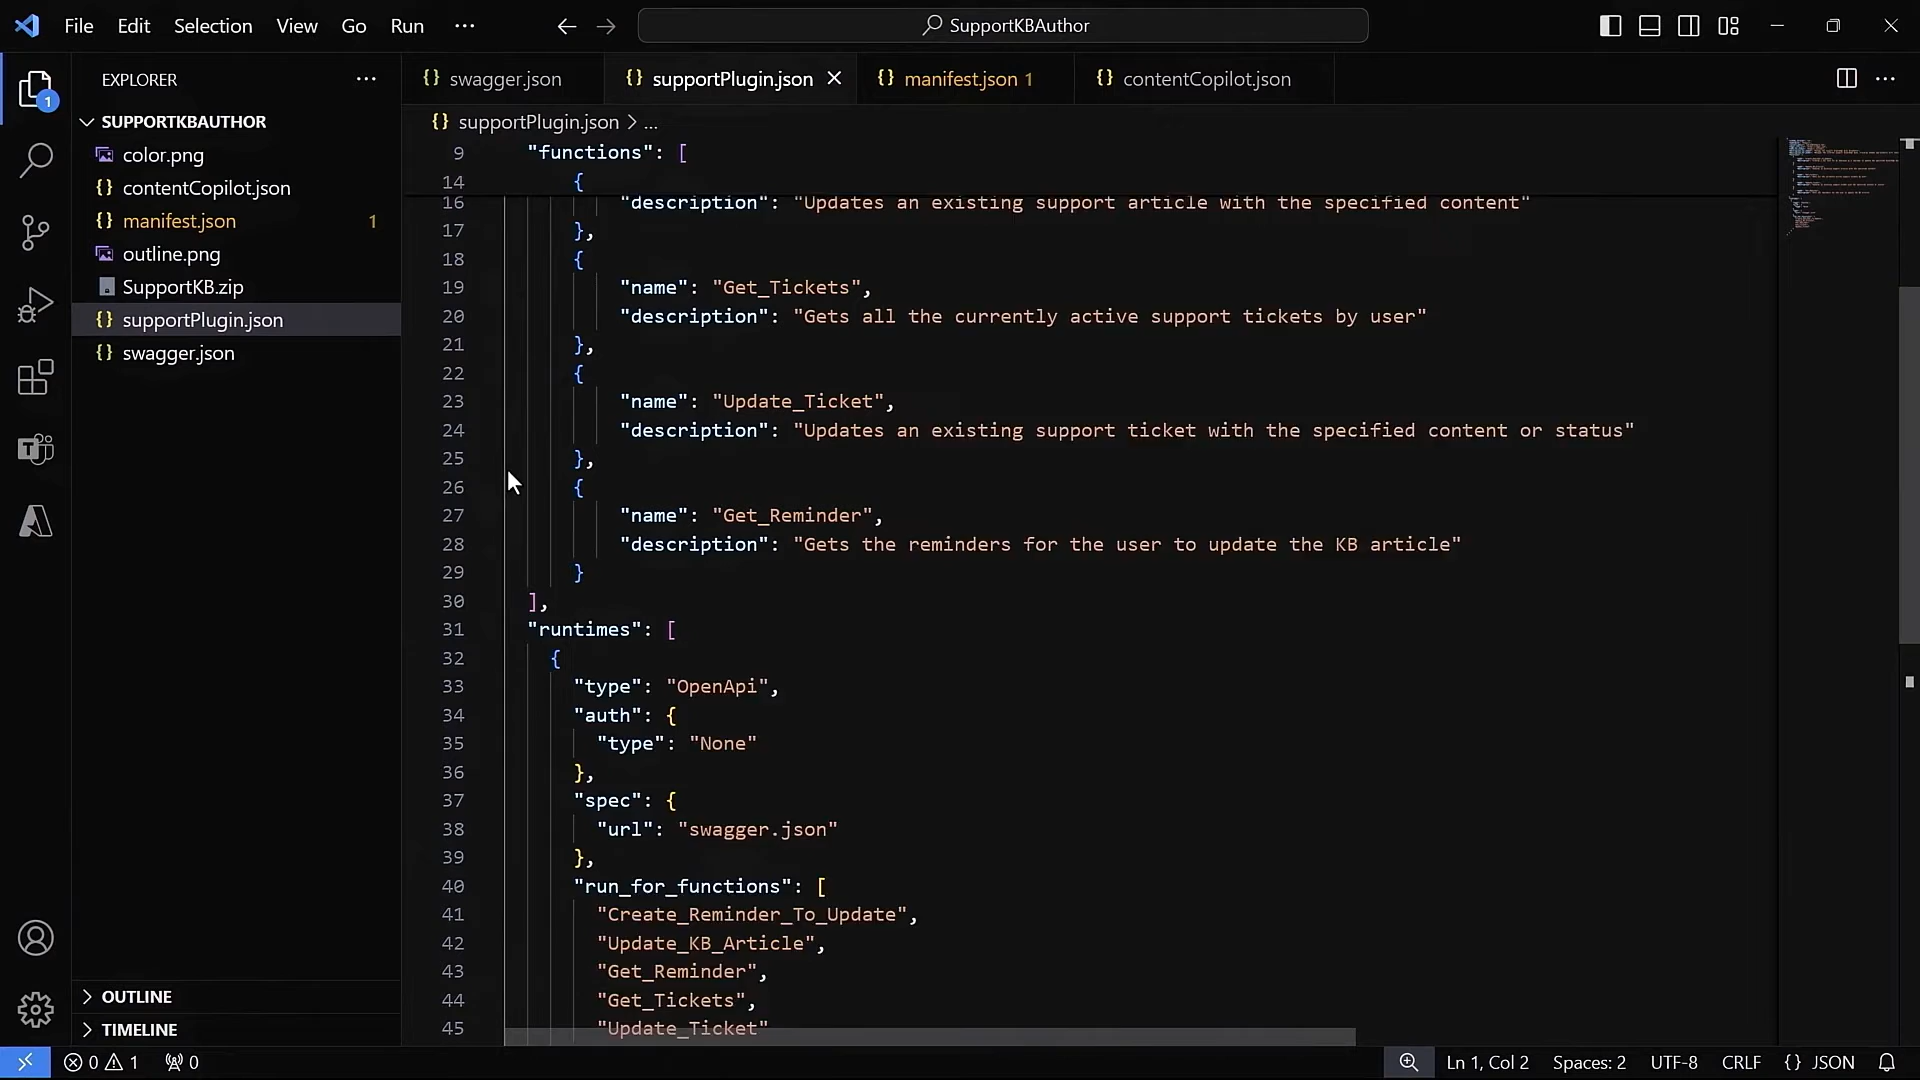 File Edit Selection View Go Run ...
SupportKBAuthor
EXPLORER
1
SUPPORTKBAUTHOR
color.png
contentCopilot.json
manifest.json 1
outline.png
SupportKB.zip
supportPlugin.json
swagger.json
OUTLINE
TIMELINE
swagger.json supportPlugin.json manifest.json 1 contentCopilot.json
supportPlugin.json > ...
9 "functions": [
14 {
16 "description": "Updates an existing support article with the specified content"
17 },
18 {
19 "name": "Get_Tickets",
20 "description": "Gets all the currently active support tickets by user"
21 },
22 {
23 "name": "Update_Ticket",
24 "description": "Updates an existing support ticket with the specified content or status"
25 },
26 {
27 "name": "Get_Reminder",
28 "description": "Gets the reminders for the user to update the KB article"
29 }
30 ],
31 "runtimes": [
32 {
33 "type": "OpenApi",
34 "auth": {
35 "type": "None"
36 },
37 "spec": {
38 "url": "swagger.json"
39 },
40 "run_for_functions": [
41 "Create_Reminder_To_Update",
42 "Update_KB_Article",
43 "Get_Reminder",
44 "Get_Tickets",
45 "Update_Ticket"
0 1 0
Ln 1, Col 2 Spaces: 2 UTF-8 CRLF {} JSON